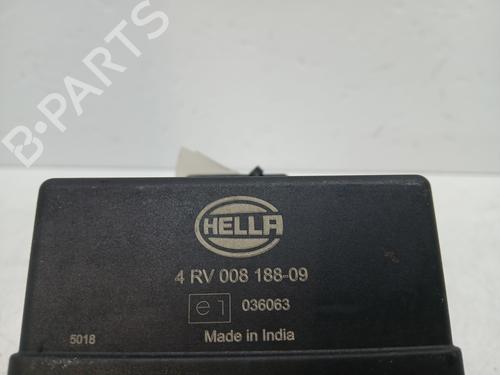 B-PARTS
HELLA
4 RV 008 188-09
e1 036063
5018 Made in India